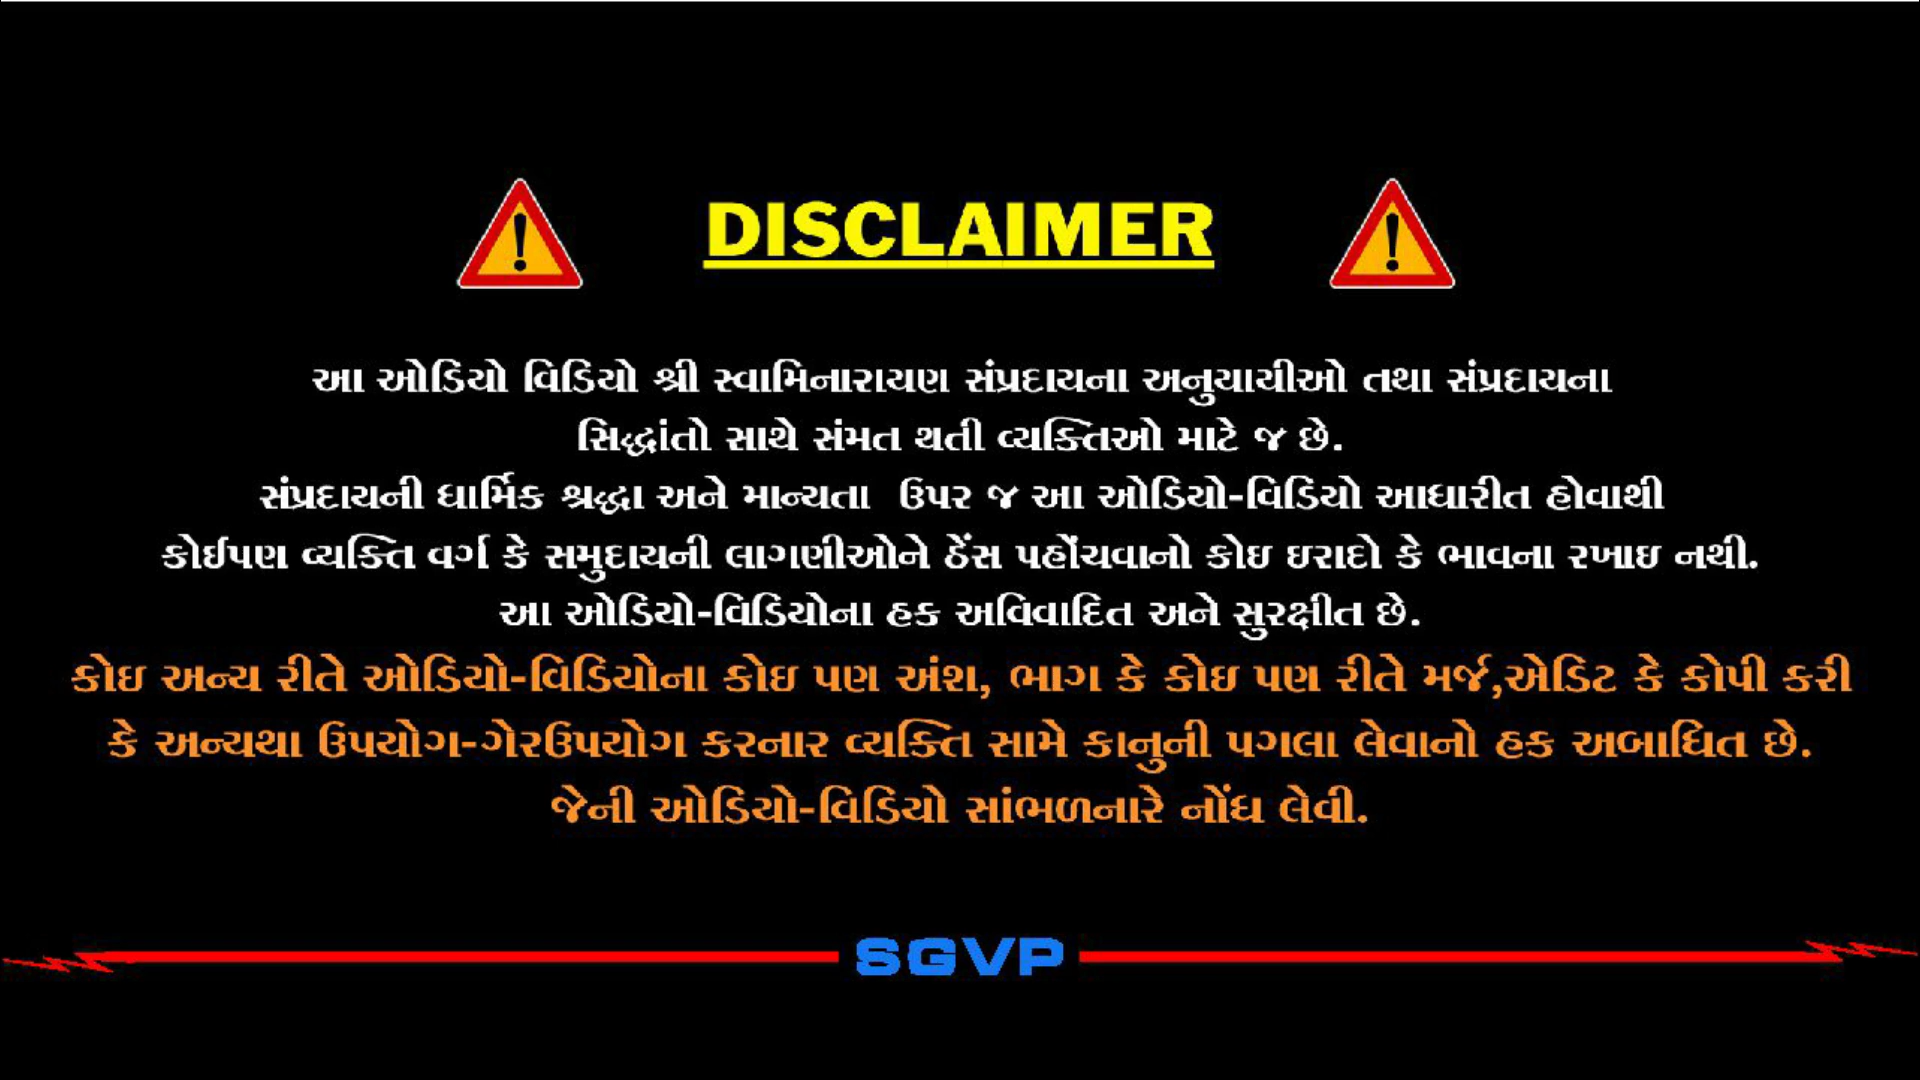 DISCLAIMER
આ ઓડિયો વિડિયો શ્રી સ્વામિનારાયણ સંપ્રદાયના અનુયાયીઓ તથા સંપ્રદાયના
સિદ્ધાંતો સાથે સંમત થતી વ્યક્તિઓ માટે જ છે.
સંપ્રદાયની ધાર્મિક શ્રદ્ધા અને માન્યતા ઉપર જ આ ઓડિયો-વિડિયો આધારીત હોવાથી
કોઈપણ વ્યક્તિ વર્ગ કે સમુદાયની લાગણીઓને ઠેંસ પહોંચવાનો કોઇ ઇરાદો કે ભાવના રખાઇ નથી.
આ ઓડિયો-વિડિયોના હક અવિવાદિત અને સુરક્ષીત છે.
કોઇ અન્ય રીતે ઓડિયો-વિડિયોના કોઇ પણ અંશ, ભાગ કે કોઇ પણ રીતે મર્જ,એડિટ કે કોપી કરી
કે અન્યથા ઉપયોગ-ગેરઉપયોગ કરનાર વ્યક્તિ સામે કાનુની પગલા લેવાનો હક અબાધિત છે.
જેની ઓડિયો-વિડિયો સાંભળનારે નોંધ લેવી.
SGVP